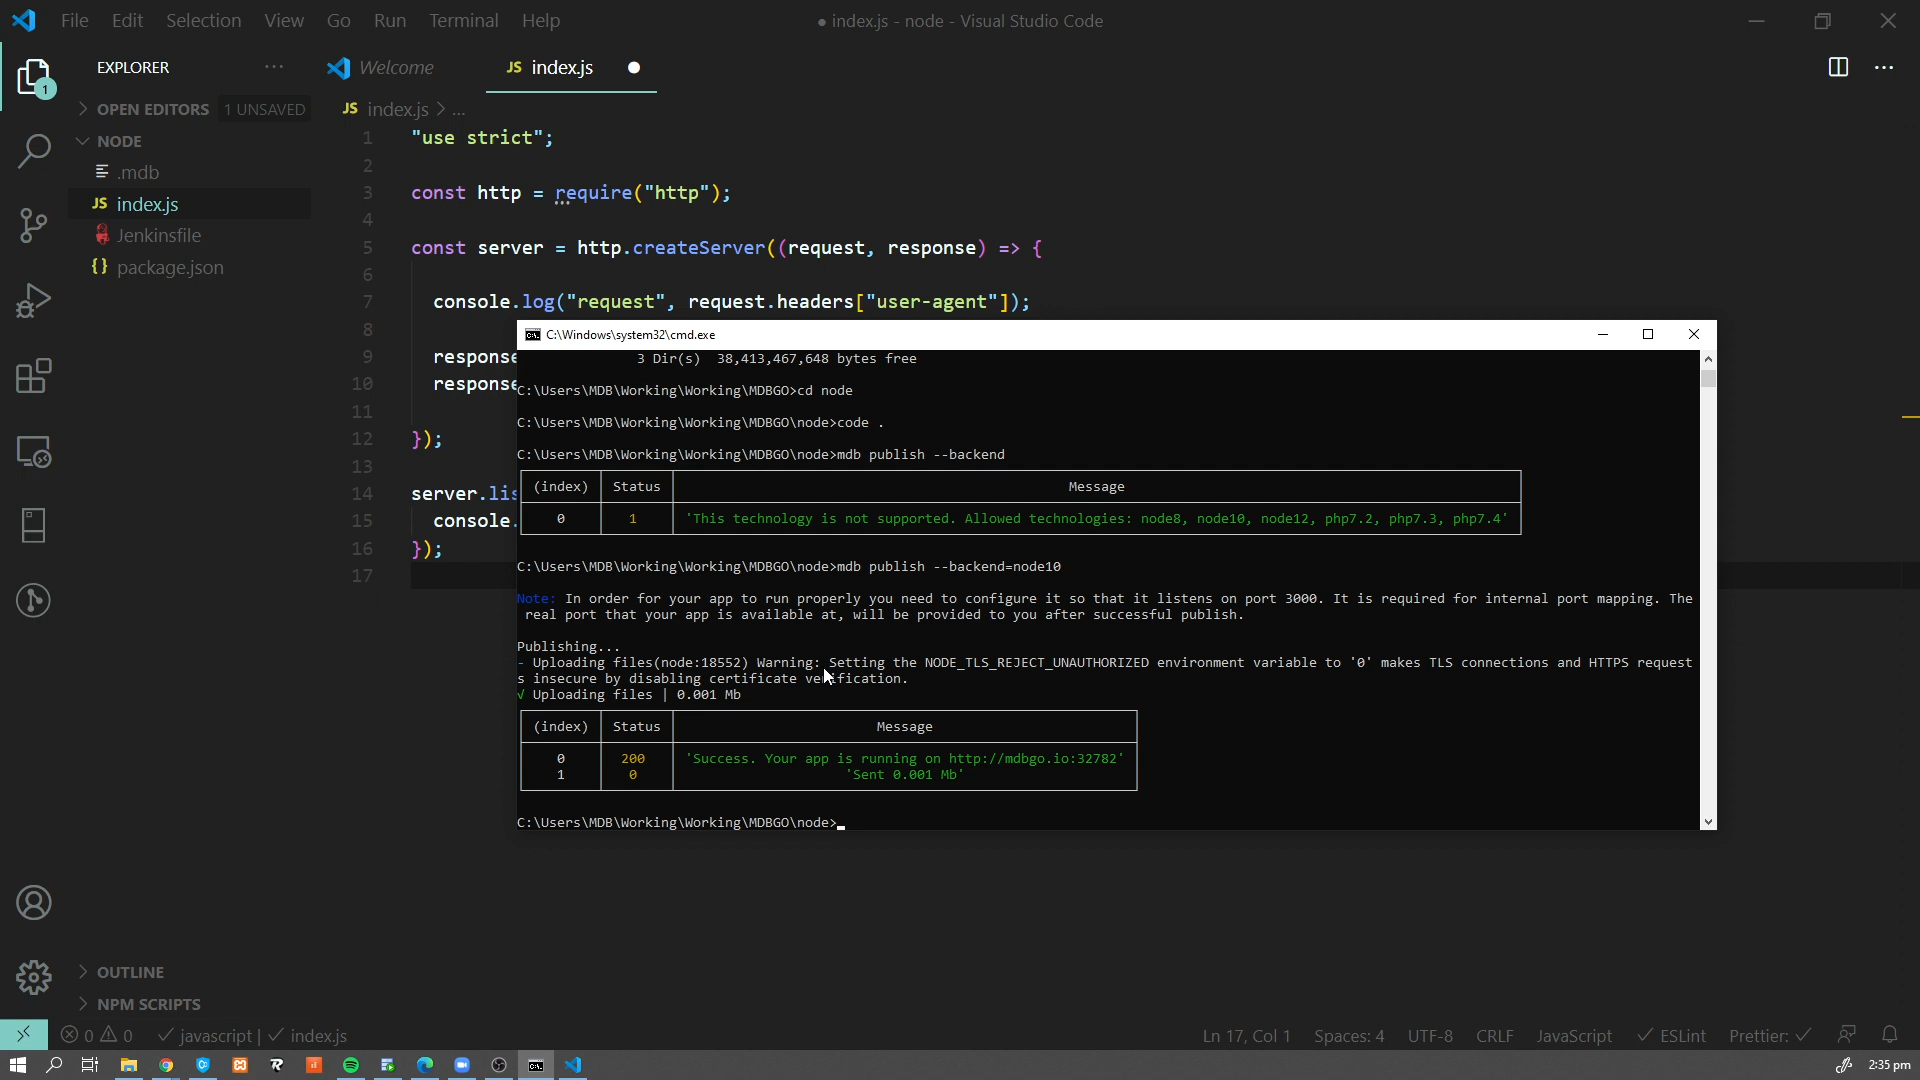 File Edit Selection View Go Run Terminal Help
● index.js - node - Visual Studio Code
EXPLORER
Welcome
JS index.js
1
OPEN EDITORS 1 UNSAVED
JS index.js > ...
NODE
.mdb
JS index.js
Jenkinsfile
{} package.json
1 "use strict";
2
3 const http = require("http");
4
5 const server = http.createServer((request, response) => {
6
7 console.log("request", request.headers["user-agent"]);
8
9 response
10 response
11
12 });
13
14 server.lis
15 console.
16 });
17
C:\Windows\system32\cmd.exe
3 Dir(s) 38,413,467,648 bytes free
C:\Users\MDB\Working\Working\MDBGO>cd node
C:\Users\MDB\Working\Working\MDBGO\node>code .
C:\Users\MDB\Working\Working\MDBGO\node>mdb publish --backend
(index) Status Message
0 1 'This technology is not supported. Allowed technologies: node8, node10, node12, php7.2, php7.3, php7.4'
C:\Users\MDB\Working\Working\MDBGO\node>mdb publish --backend=node10
Note: In order for your app to run properly you need to configure it so that it listens on port 3000. It is required for internal port mapping. The
real port that your app is available at, will be provided to you after successful publish.
Publishing...
- Uploading files(node:18552) Warning: Setting the NODE_TLS_REJECT_UNAUTHORIZED environment variable to '0' makes TLS connections and HTTPS request
s insecure by disabling certificate verification.
√ Uploading files | 0.001 Mb
(index) Status Message
0 200 'Success. Your app is running on http://mdbgo.io:32782'
1 0 'Sent 0.001 Mb'
C:\Users\MDB\Working\Working\MDBGO\node>
OUTLINE
NPM SCRIPTS
0 0 javascript | index.js
Ln 17, Col 1 Spaces: 4 UTF-8 CRLF JavaScript ESLint Prettier:
2:35 pm